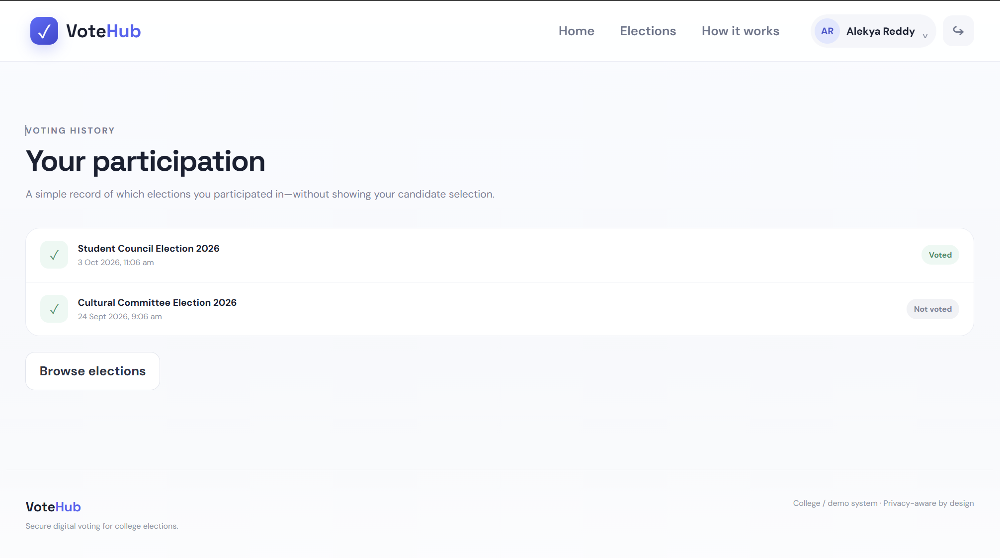 VoteHub
Home
Elections
How it works
AR
Alekya Reddy
VOTING HISTORY
Your participation
A simple record of which elections you participated in—without showing your candidate selection.
Student Council Election 2026
3 Oct 2026, 11:06 am
Voted
Cultural Committee Election 2026
24 Sept 2026, 9:06 am
Not voted
Browse elections
VoteHub
College / demo system · Privacy-aware by design
Secure digital voting for college elections.